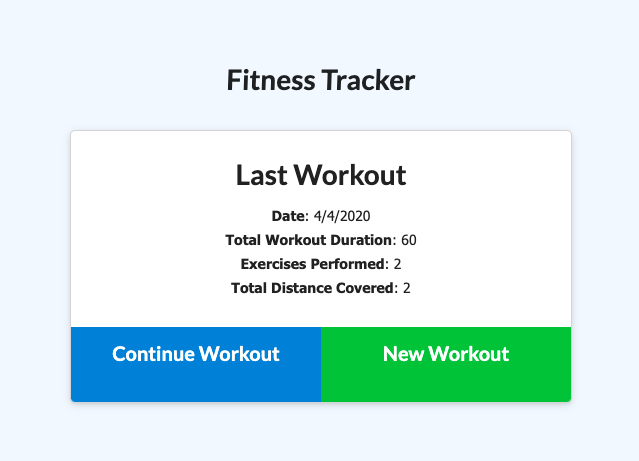 Fitness Tracker
Last Workout
Date: 4/4/2020
Total Workout Duration: 60
Exercises Performed: 2
Total Distance Covered: 2
Continue Workout
New Workout